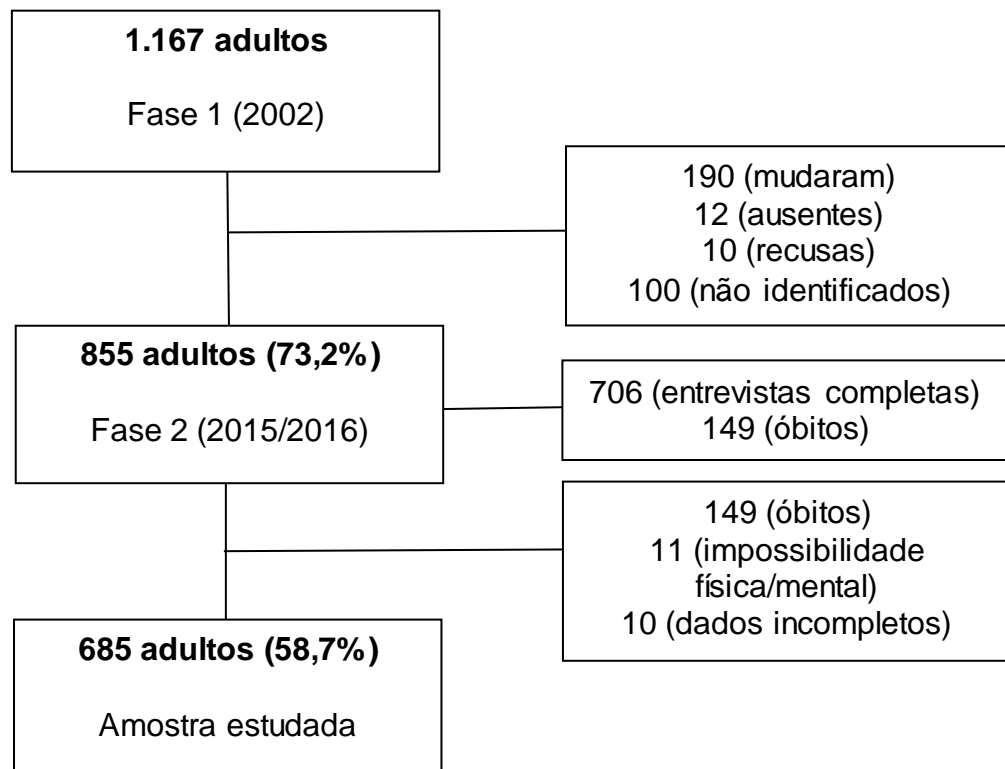 1.167 adultos
Fase 1 (2002)
190 (mudaram)
12 (ausentes)
10 (recusas)
100 (não identificados)
855 adultos (73,2%)
Fase 2 (2015/2016)
706 (entrevistas completas)
149 (óbitos)
149 (óbitos)
11 (impossibilidade
física/mental)
10 (dados incompletos)
685 adultos (58,7%)
Amostra estudada